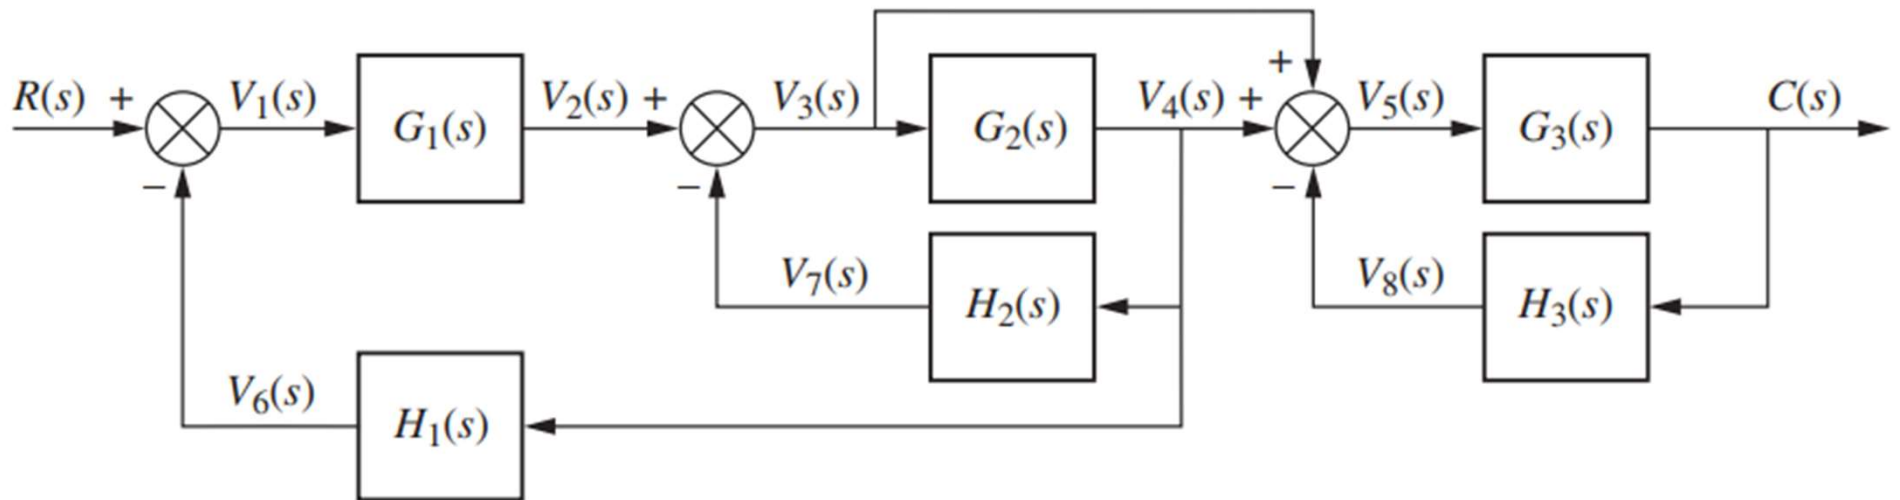 +
R(s) + V₁(s) G₁(s) V₂(s) + V₃(s) G₂(s) V₄(s) + V₅(s) G₃(s) C(s)
− − −
V₇(s) H₂(s) V₈(s) H₃(s)
V₆(s) H₁(s)